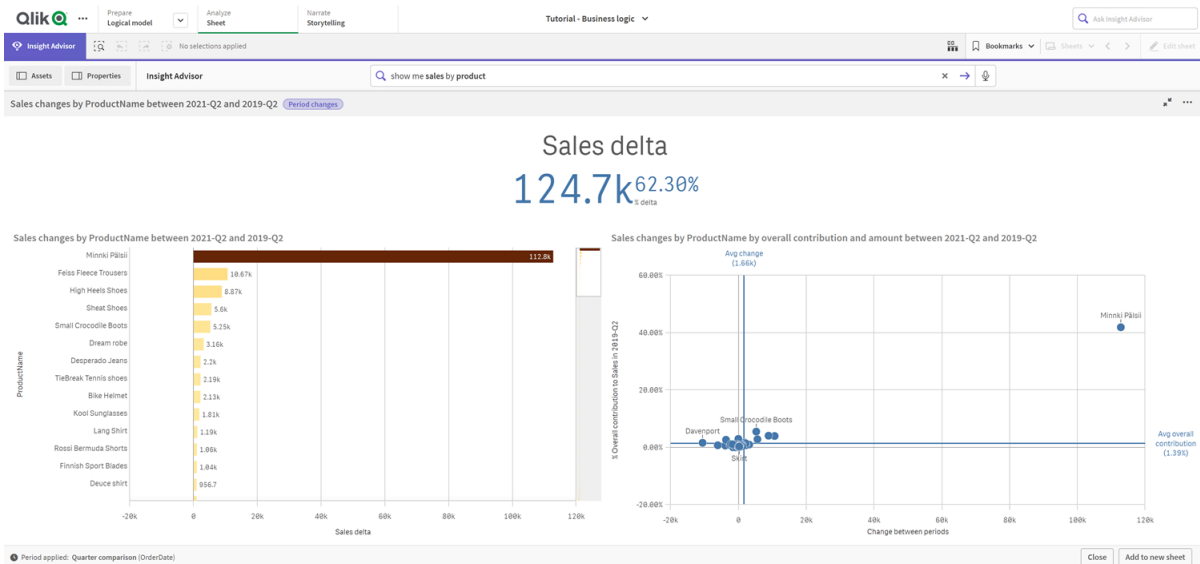 Qlik
Prepare
Logical model
Analyze
Sheet
Narrate
Storytelling
Tutorial - Business logic
Ask Insight Advisor
Insight Advisor
No selections applied
Bookmarks
Sheets
Edit sheet
Assets
Properties
Insight Advisor
show me sales by product
Sales changes by ProductName between 2021-Q2 and 2019-Q2
Period changes
Sales delta
124.7k
62.30%
% delta
Sales changes by ProductName between 2021-Q2 and 2019-Q2
ProductName
Minnki Pälsii 112.8k
Feiss Fleece Trousers 10.67k
High Heels Shoes 8.87k
Sheat Shoes 5.6k
Small Crocodile Boots 5.25k
Dream robe 3.16k
Desperado Jeans 2.2k
TieBreak Tennis shoes 2.19k
Bike Helmet 2.13k
Kool Sunglasses 1.81k
Lang Shirt 1.19k
Rossi Bermuda Shorts 1.06k
Finnish Sport Blades 1.04k
Deuce shirt 956.7
-20k 0 20k 40k 60k 80k 100k 120k
Sales delta
Sales changes by ProductName by overall contribution and amount between 2021-Q2 and 2019-Q2
Avg change
(1.66k)
% Overall contribution to Sales in 2019-Q2
60.00%
Minnki Pälsii
40.00%
20.00%
Small Crocodile Boots
Davenport
0.00%
Skirt
Avg overall
contribution
(1.39%)
-20.00%
-20k 0 20k 40k 60k 80k 100k 120k
Change between periods
Period applied: Quarter comparison (OrderDate)
Close
Add to new sheet